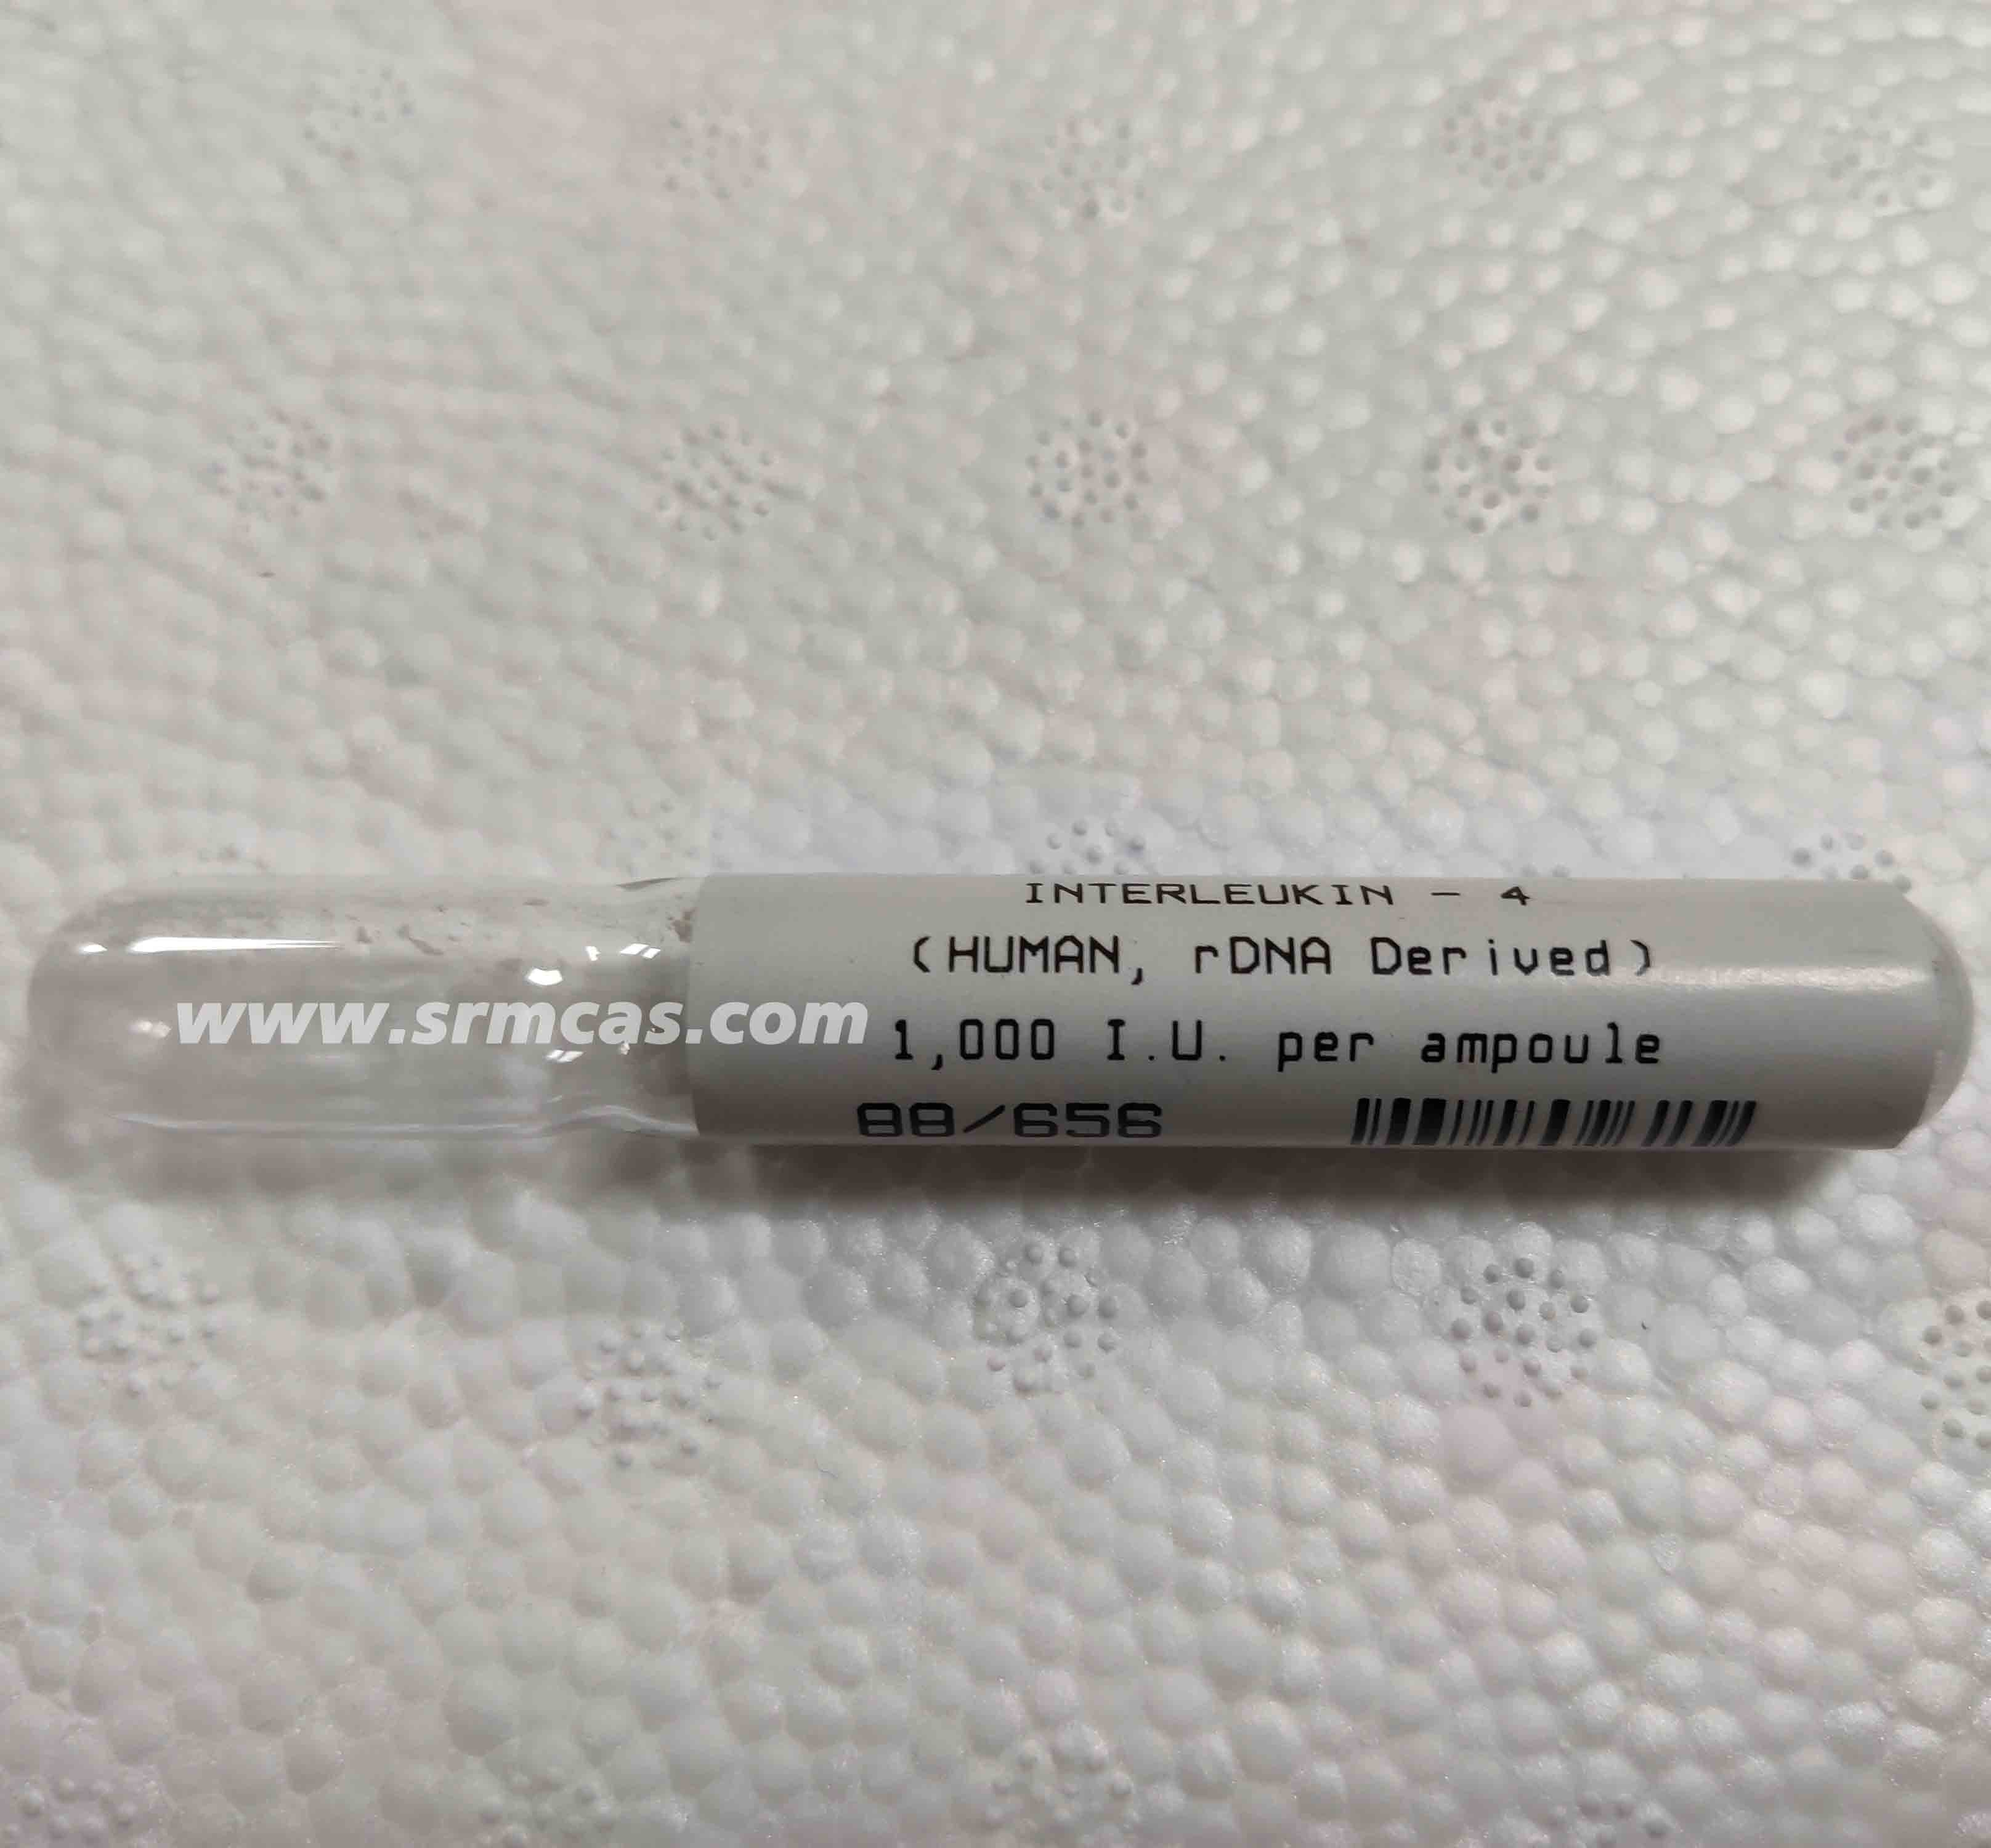 INTERLEUKIN - 4
(HUMAN, rDNA Derived)
www.srmcas.com
1,000 I.U. per ampoule
88/656